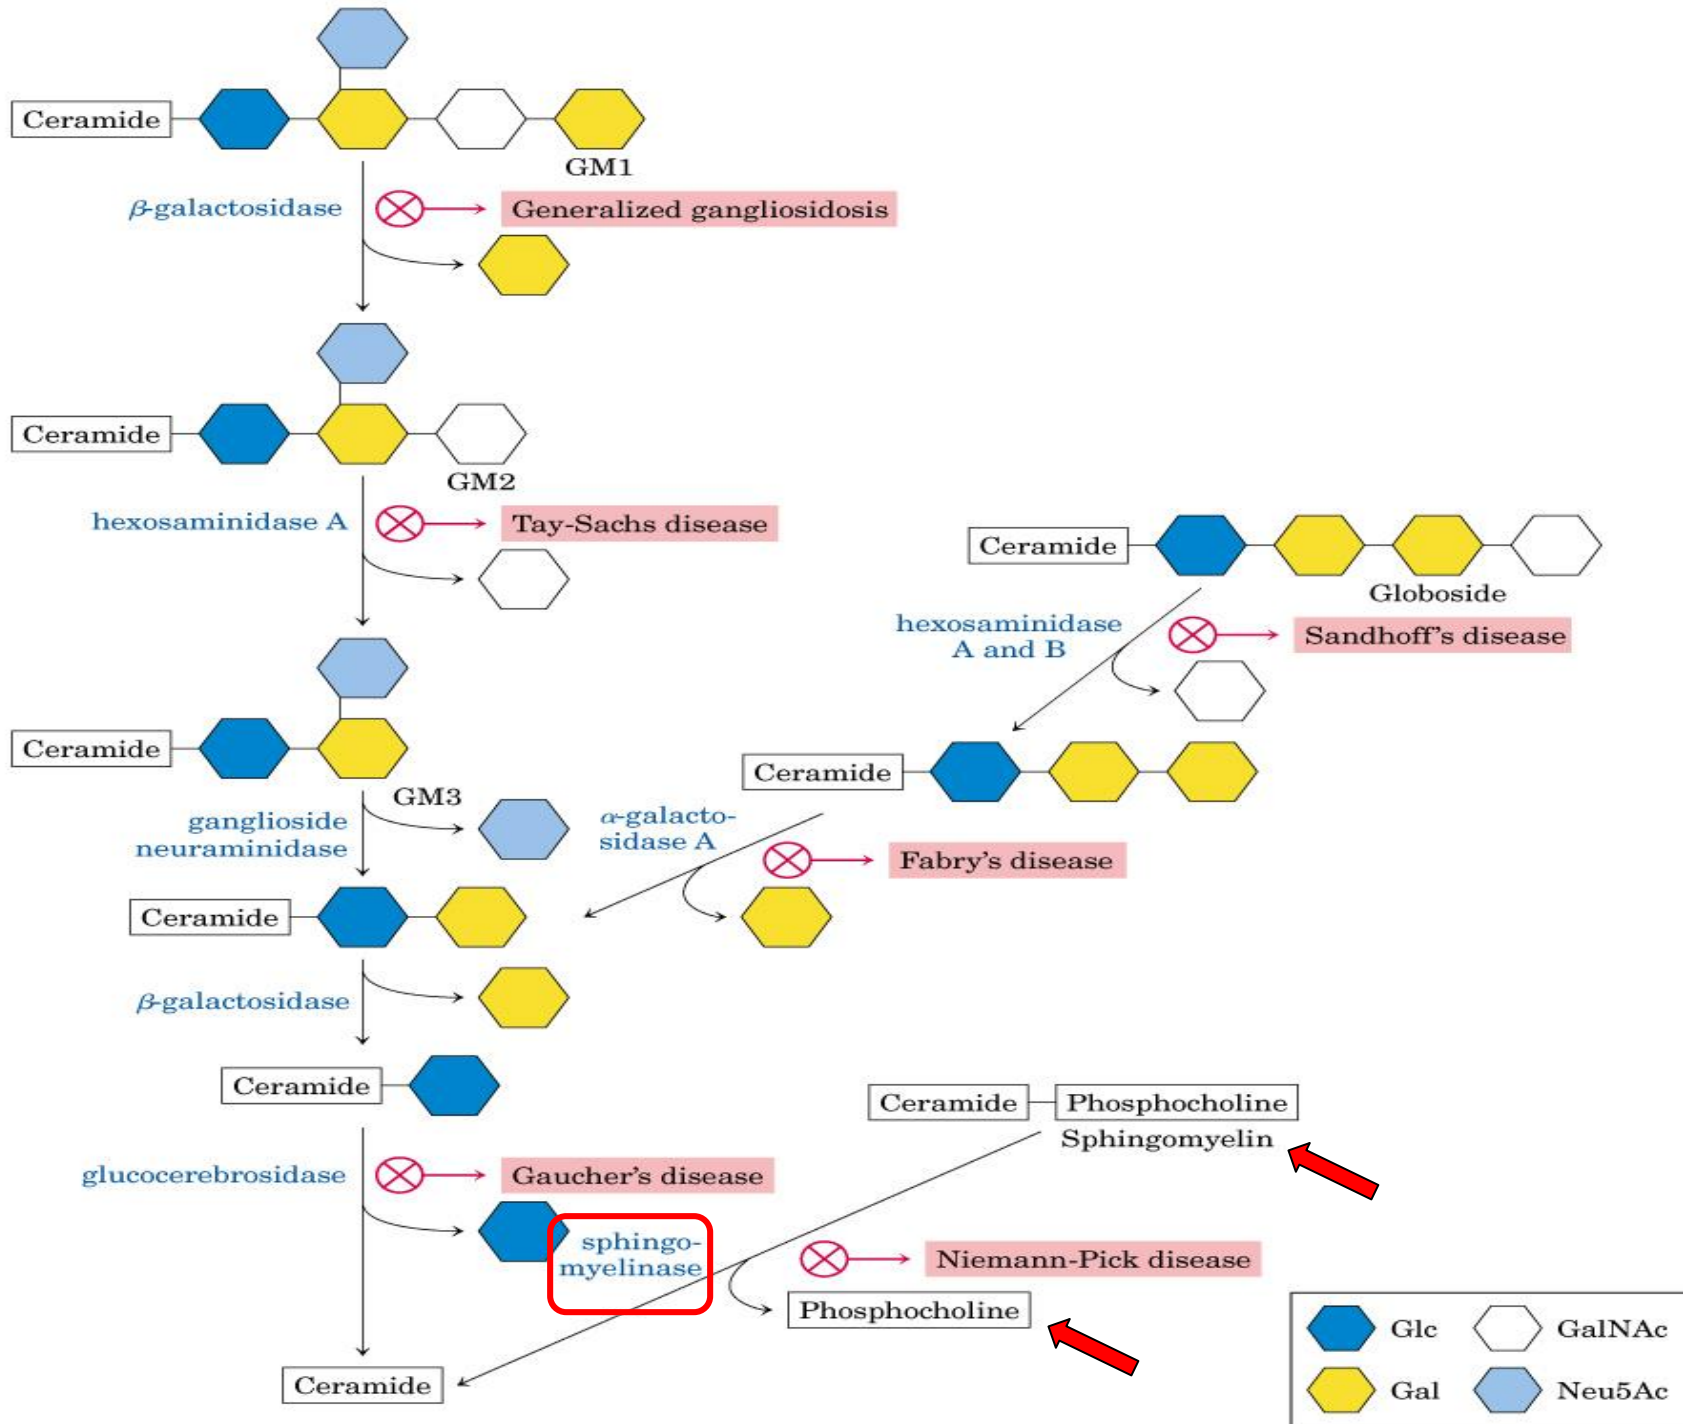 Ceramide
GM1
β-galactosidase
Generalized gangliosidosis
Ceramide
GM2
hexosaminidase A
Tay-Sachs disease
Ceramide
Globoside
hexosaminidase
A and B
Sandhoff's disease
Ceramide
GM3
Ceramide
ganglioside
neuraminidase
α-galacto-
sidase A
Fabry's disease
Ceramide
β-galactosidase
Ceramide
Ceramide
Phosphocholine
Sphingomyelin
glucocerebrosidase
Gaucher's disease
sphingo-
myelinase
Niemann-Pick disease
Phosphocholine
Ceramide
Glc
GalNAc
Gal
Neu5Ac